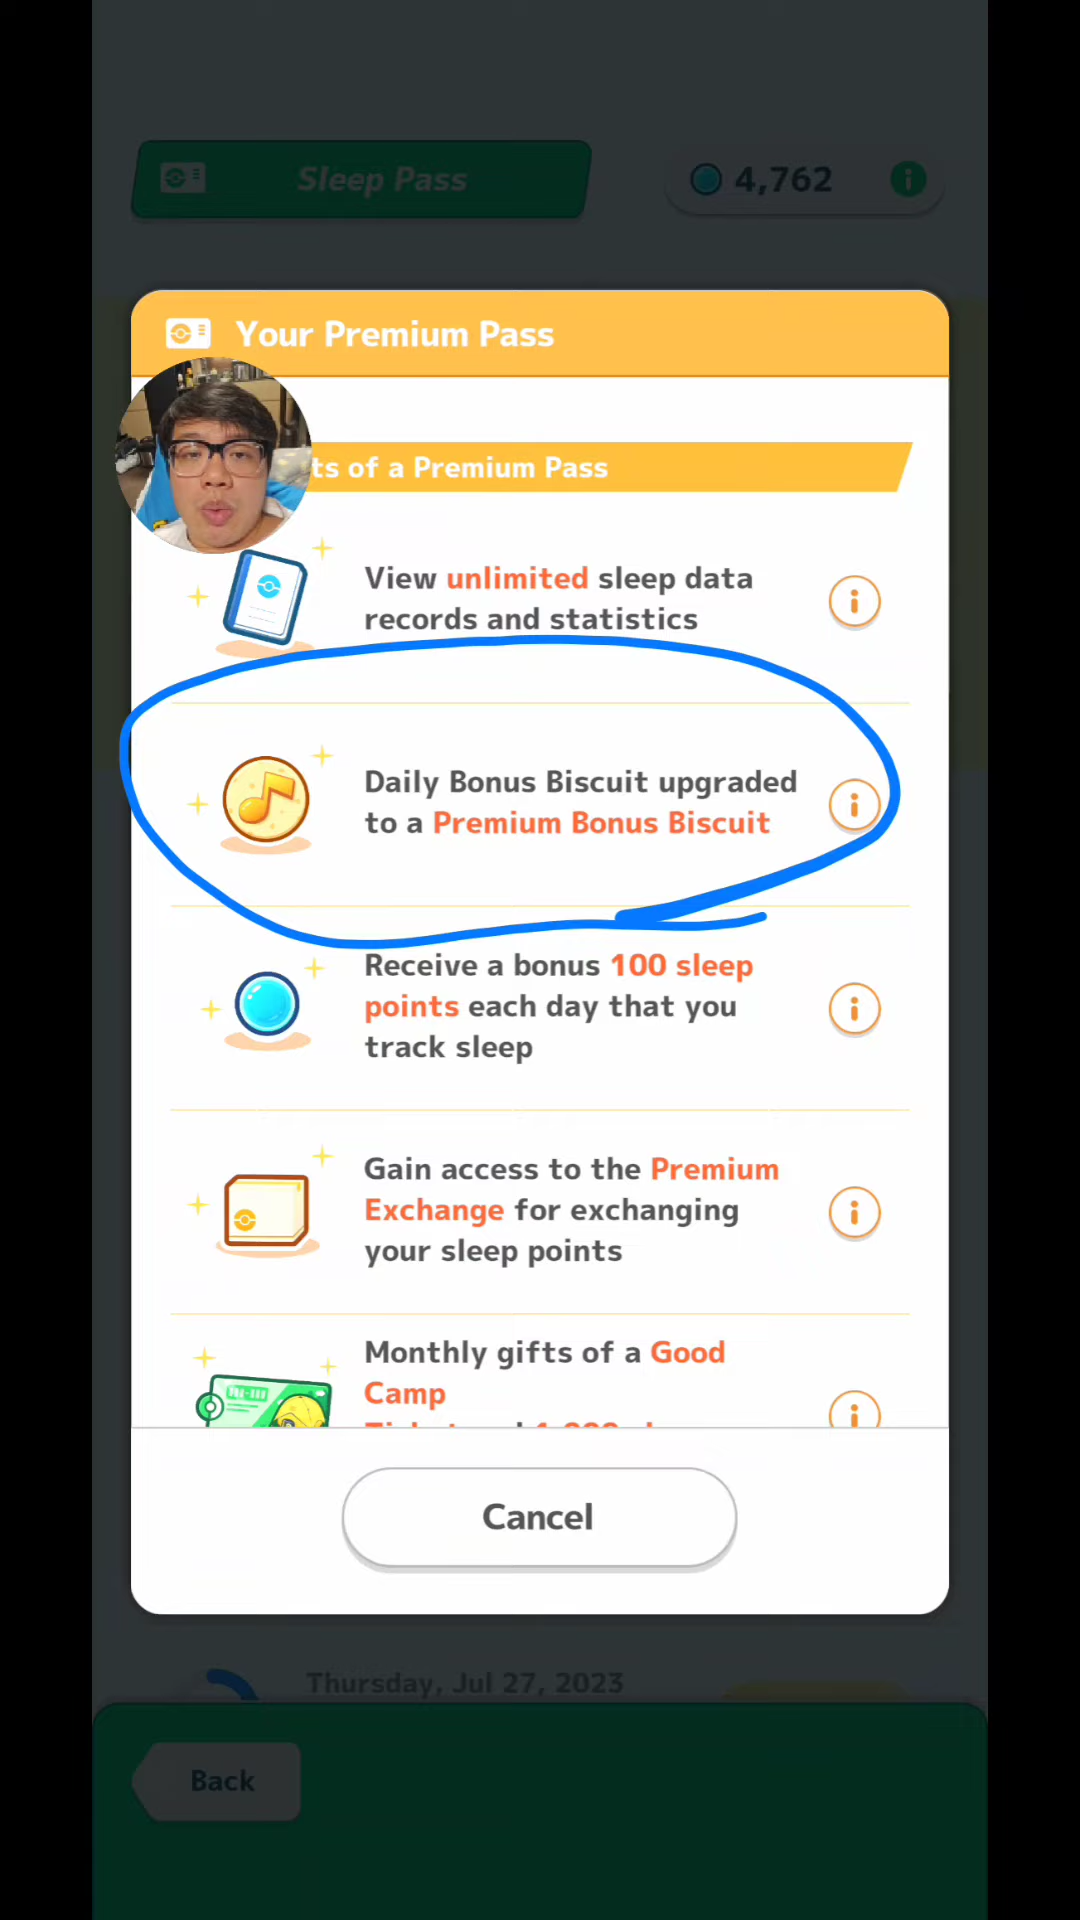 Sleep Pass
4,762
Your Premium Pass
ts of a Premium Pass
View unlimited sleep data
records and statistics
Daily Bonus Biscuit upgraded
to a Premium Bonus Biscuit
Receive a bonus 100 sleep
points each day that you
track sleep
Gain access to the Premium
Exchange for exchanging
your sleep points
Monthly gifts of a Good
Camp
Cancel
Thursday, Jul 27, 2023
Back